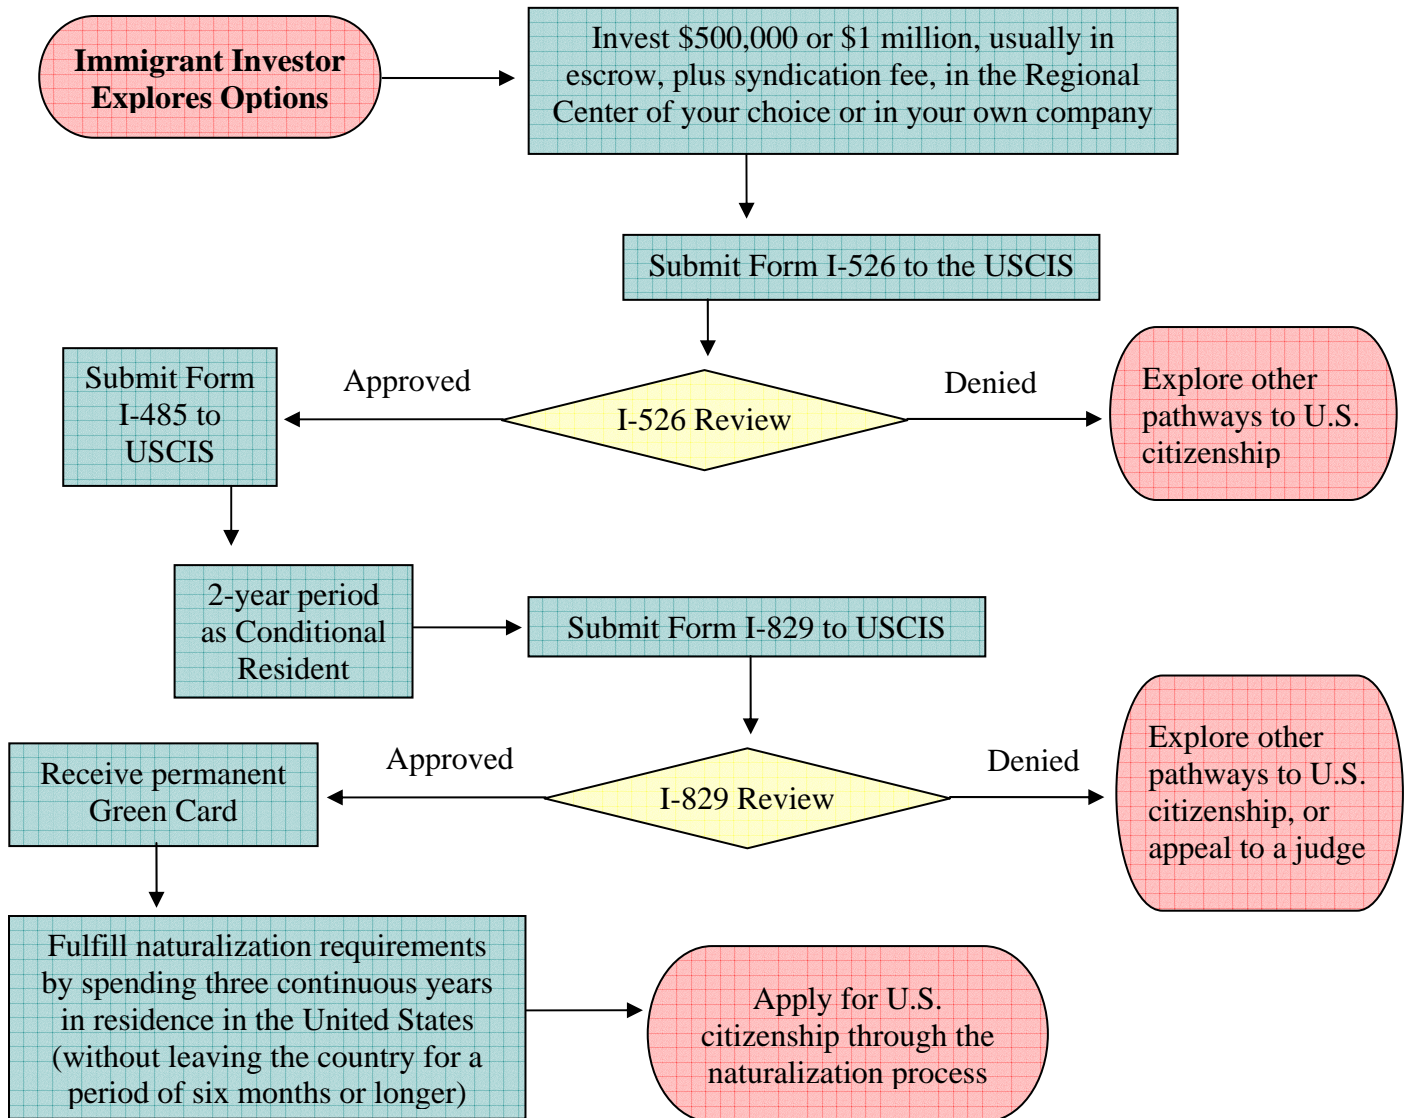 Immigrant Investor
Explores Options
Invest $500,000 or $1 million, usually in
escrow, plus syndication fee, in the Regional
Center of your choice or in your own company
Submit Form I-526 to the USCIS
Submit Form
I-485 to
USCIS
Approved
I-526 Review
Denied
Explore other
pathways to U.S.
citizenship
2-year period
as Conditional
Resident
Submit Form I-829 to USCIS
Receive permanent
Green Card
Approved
I-829 Review
Denied
Explore other
pathways to U.S.
citizenship, or
appeal to a judge
Fulfill naturalization requirements
by spending three continuous years
in residence in the United States
(without leaving the country for a
period of six months or longer)
Apply for U.S.
citizenship through the
naturalization process